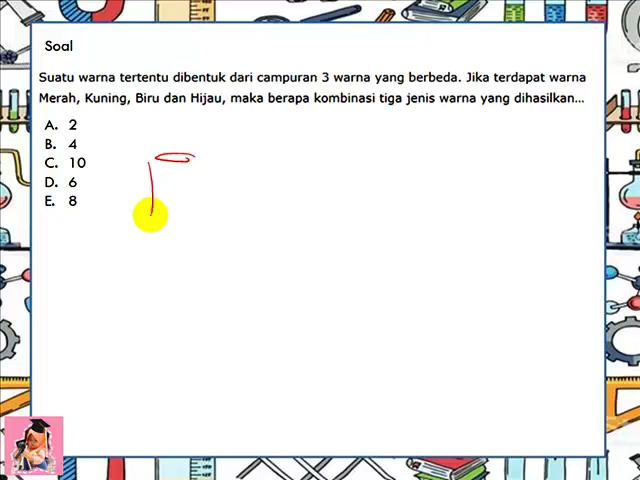 Soal
Suatu warna tertentu dibentuk dari campuran 3 warna yang berbeda. Jika terdapat warna
Merah, Kuning, Biru dan Hijau, maka berapa kombinasi tiga jenis warna yang dihasilkan...
A. 2
B. 4
C. 10
D. 6
E. 8